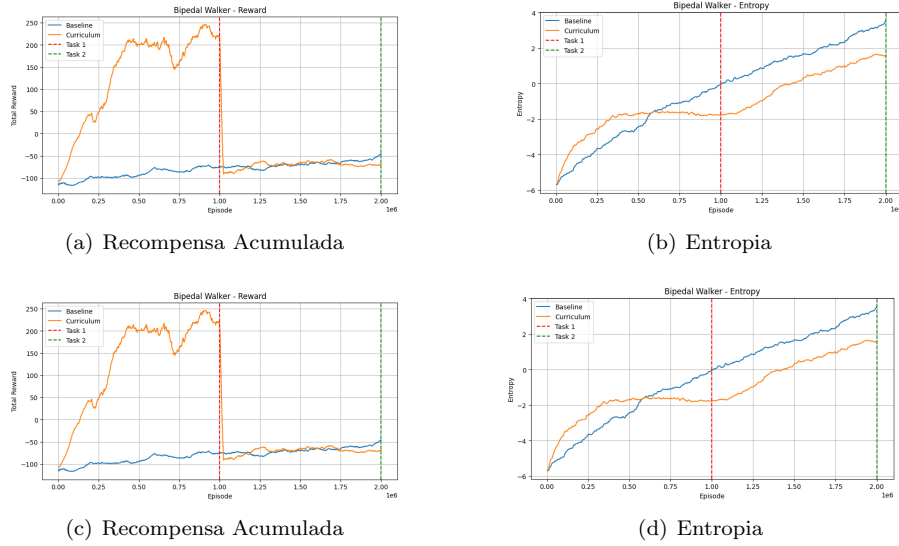 Bipedal Walker - Reward
Baseline
Curriculum
Task 1
Task 2
Total Reward
250
200
150
100
50
0
−50
−100
0.00 0.25 0.50 0.75 1.00 1.25 1.50 1.75 2.00
1e6
Episode
(a) Recompensa Acumulada
Bipedal Walker - Entropy
Baseline
Curriculum
Task 1
Task 2
Entropy
4
2
0
−2
−4
−6
0.00 0.25 0.50 0.75 1.00 1.25 1.50 1.75 2.00
1e6
Episode
(b) Entropia
Bipedal Walker - Reward
Baseline
Curriculum
Task 1
Task 2
Total Reward
250
200
150
100
50
0
−50
−100
0.00 0.25 0.50 0.75 1.00 1.25 1.50 1.75 2.00
1e6
Episode
(c) Recompensa Acumulada
Bipedal Walker - Entropy
Baseline
Curriculum
Task 1
Task 2
Entropy
4
2
0
−2
−4
−6
0.00 0.25 0.50 0.75 1.00 1.25 1.50 1.75 2.00
1e6
Episode
(d) Entropia